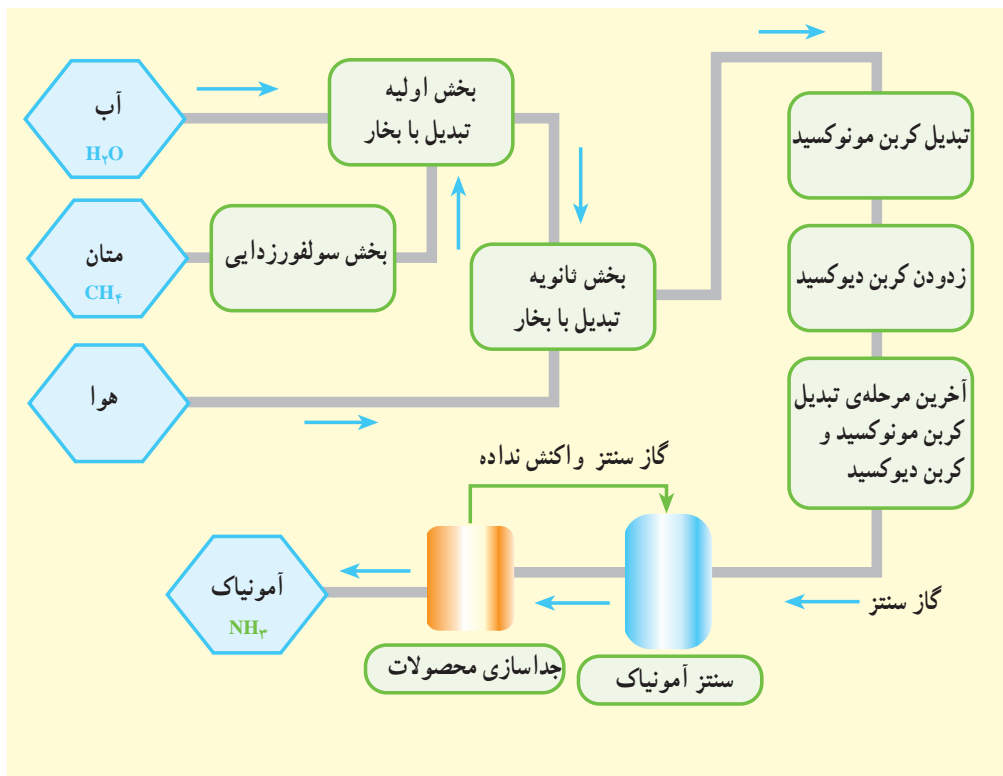 آب
H₂O
بخش اولیه
تبدیل با بخار
تبدیل کربن مونوکسید
متان
CH₄
بخش سولفورزدایی
بخش ثانویه
تبدیل با بخار
زدودن کربن دیوکسید
هوا
آخرین مرحله‌ی تبدیل
کربن مونوکسید و
کربن دیوکسید
گاز سنتز واکنش نداده
آمونیاک
NH₃
گاز سنتز
جداسازی محصولات
سنتز آمونیاک